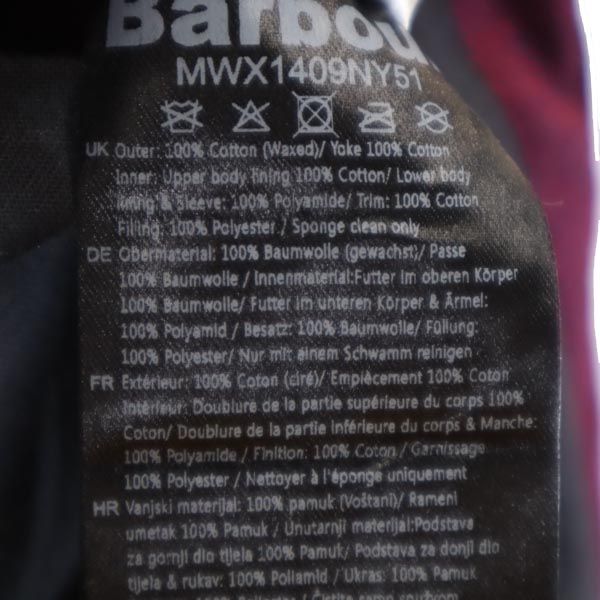 Barbour
MWX1409NY51
UK Outer: 100% Cotton (Waxed)/ Yoke 100% Cotton
Inner: Upper body lining 100% Cotton/ Lower body
lining & sleeve: 100% Polyamide/ Trim: 100% Cotton
Filling: 100% Polyester / Sponge clean only
DE Obermaterial: 100% Baumwolle (gewachst)/ Passe
100% Baumwolle / Innenmaterial:Futter im oberen Körper
100% Baumwolle/ Futter im unteren Körper & Ärmel:
100% Polyamid / Besatz: 100% Baumwolle/ Füllung:
100% Polyester/ Nur mit einem Schwamm reinigen
FR Extérieur: 100% Coton (ciré)/ Empiècement 100% Coton
Intérieur: Doublure de la partie supérieure du corps 100%
Coton/ Doublure de la partie inférieure du corps & Manche:
100% Polyamide / Finition: 100% Coton / Garnissage
100% Polyester / Nettoyer à l'éponge uniquement
HR Vanjski materijal: 100% pamuk (Voštani)/ Rameni
umetak 100% Pamuk / Unutarnji materijal:Podstava
za gornji dio tijela 100% Pamuk/ Podstava za donji dio
tijela & rukav: 100% Poliamid / Ukras: 100% Pamuk